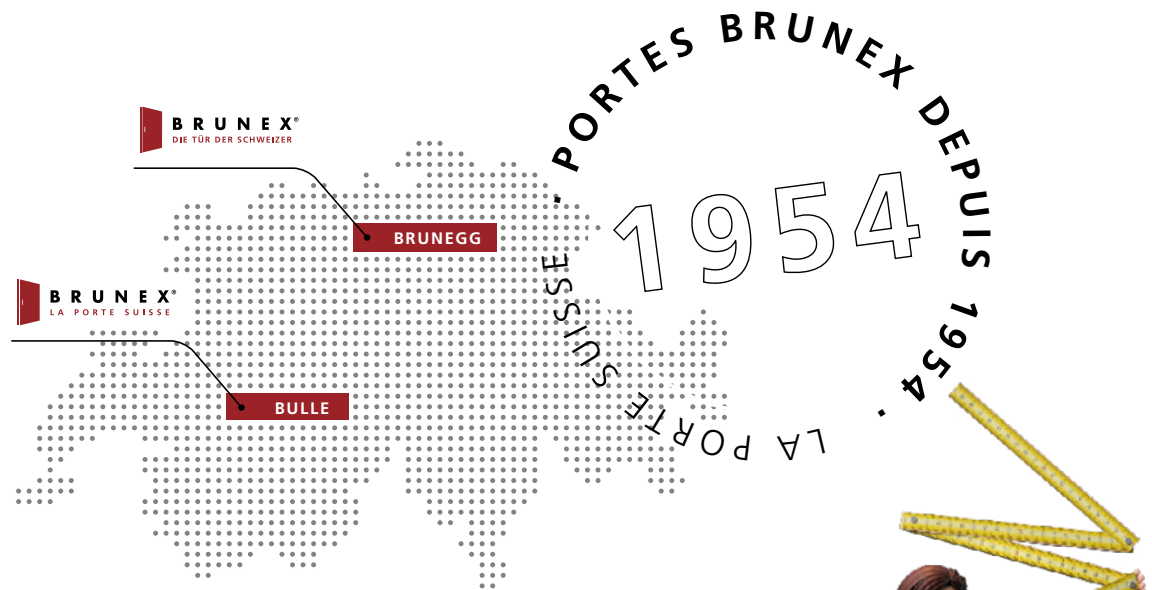 BRUNEX®
DIE TÜR DER SCHWEIZER
BRUNEGG
BRUNEX®
LA PORTE SUISSE
BULLE
· PORTES BRUNEX DEPUIS 1954 ·
LA PORTE SUISSE
1954